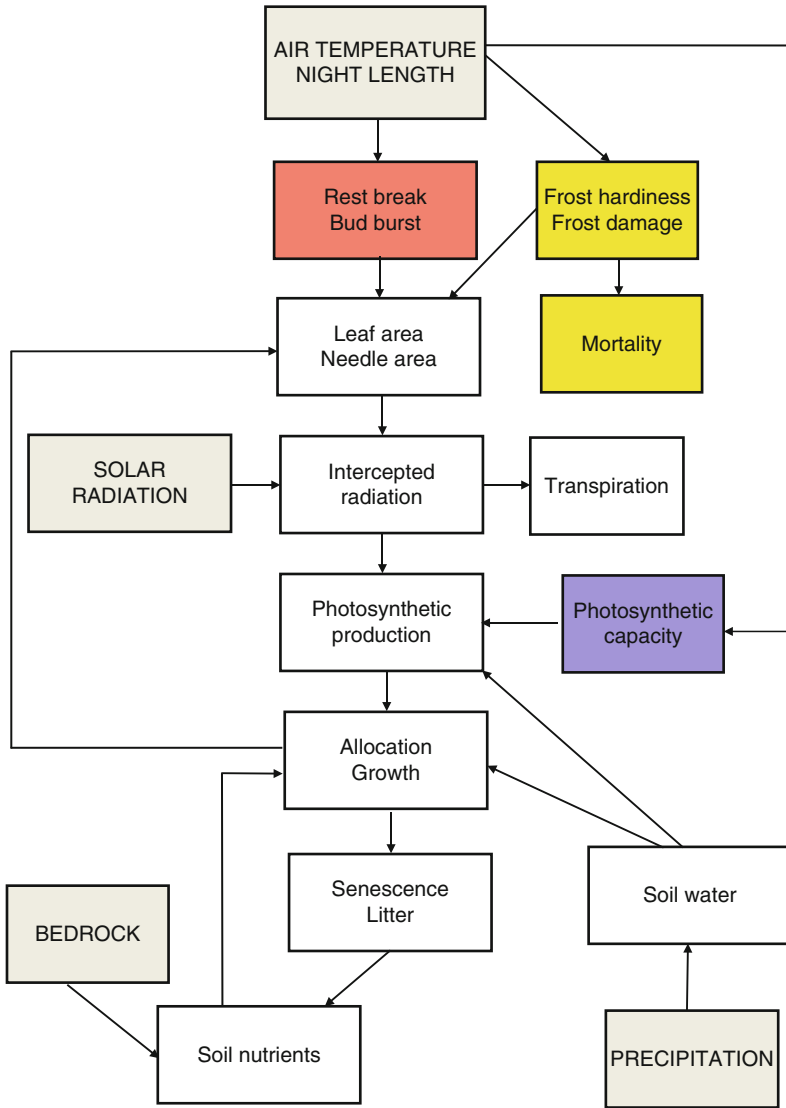 AIR TEMPERATURE
NIGHT LENGTH
Rest break
Bud burst
Frost hardiness
Frost damage
Leaf area
Needle area
Mortality
SOLAR
RADIATION
Intercepted
radiation
Transpiration
Photosynthetic
production
Photosynthetic
capacity
Allocation
Growth
Senescence
Litter
Soil water
BEDROCK
Soil nutrients
PRECIPITATION